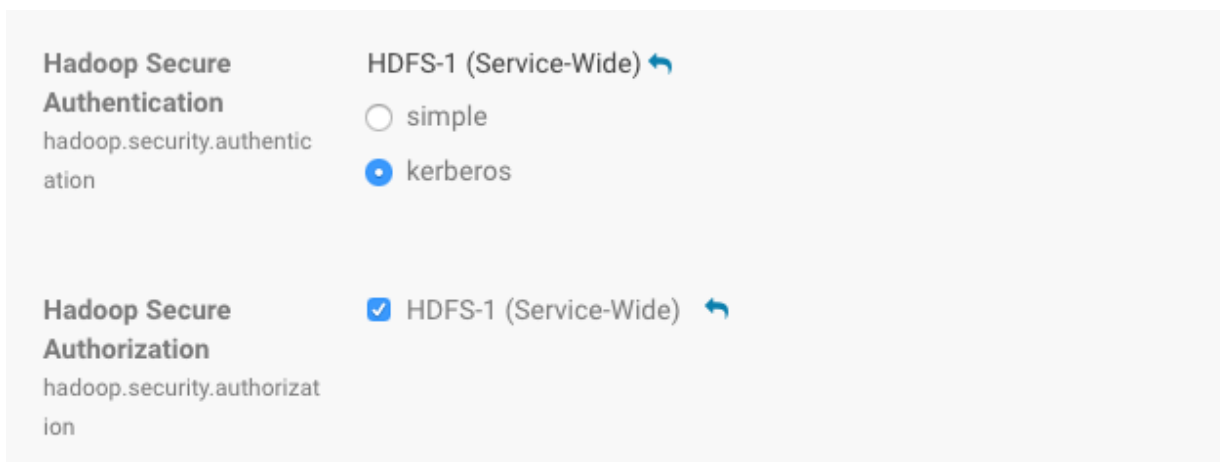 Hadoop Secure
Authentication
hadoop.security.authentic
ation
HDFS-1 (Service-Wide)
simple
kerberos
Hadoop Secure
Authorization
hadoop.security.authorizat
ion
HDFS-1 (Service-Wide)